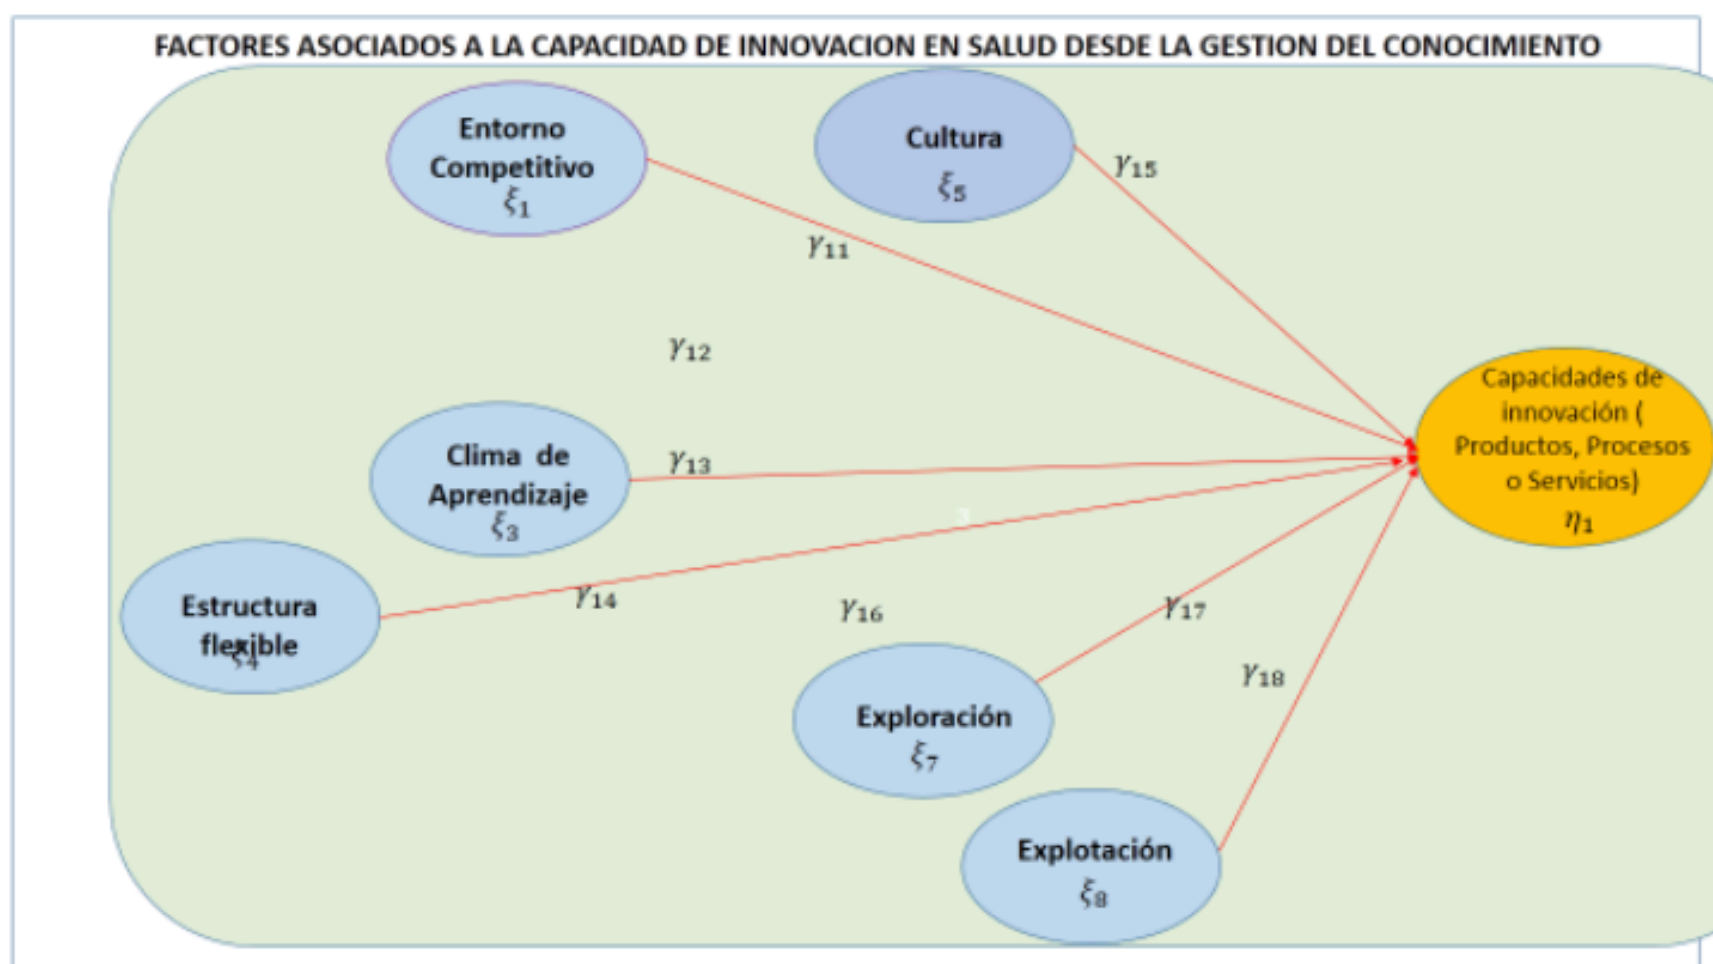 FACTORES ASOCIADOS A LA CAPACIDAD DE INNOVACION EN SALUD DESDE LA GESTION DEL CONOCIMIENTO
Entorno
Competitivo
ξ₁
Cultura
ξ₅
γ₁₅
γ₁₁
γ₁₂
Capacidades de
innovación (
Productos, Procesos
o Servicios)
η₁
Clima de
Aprendizaje
ξ₃
γ₁₃
3
Estructura
flexible
ξ₄
γ₁₄
γ₁₆
γ₁₇
γ₁₈
Exploración
ξ₇
Explotación
ξ₈